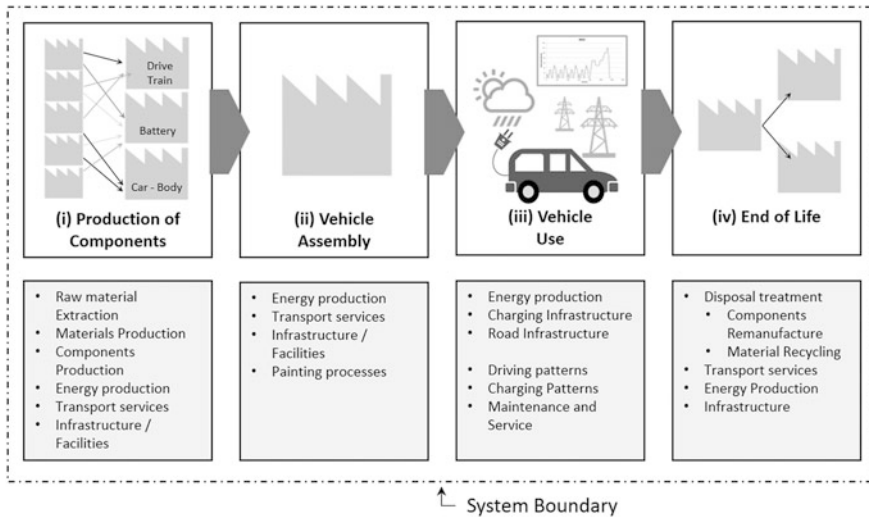 Drive
Train
Battery
Car - Body
(i) Production of
Components
(ii) Vehicle
Assembly
(iii) Vehicle
Use
(iv) End of Life
• Raw material
Extraction
• Materials Production
• Components
Production
• Energy production
• Transport services
• Infrastructure /
Facilities
• Energy production
• Transport services
• Infrastructure /
Facilities
• Painting processes
• Energy production
• Charging Infrastructure
• Road Infrastructure
• Driving patterns
• Charging Patterns
• Maintenance and
Service
• Disposal treatment
• Components
Remanufacture
• Material Recycling
• Transport services
• Energy Production
• Infrastructure
System Boundary